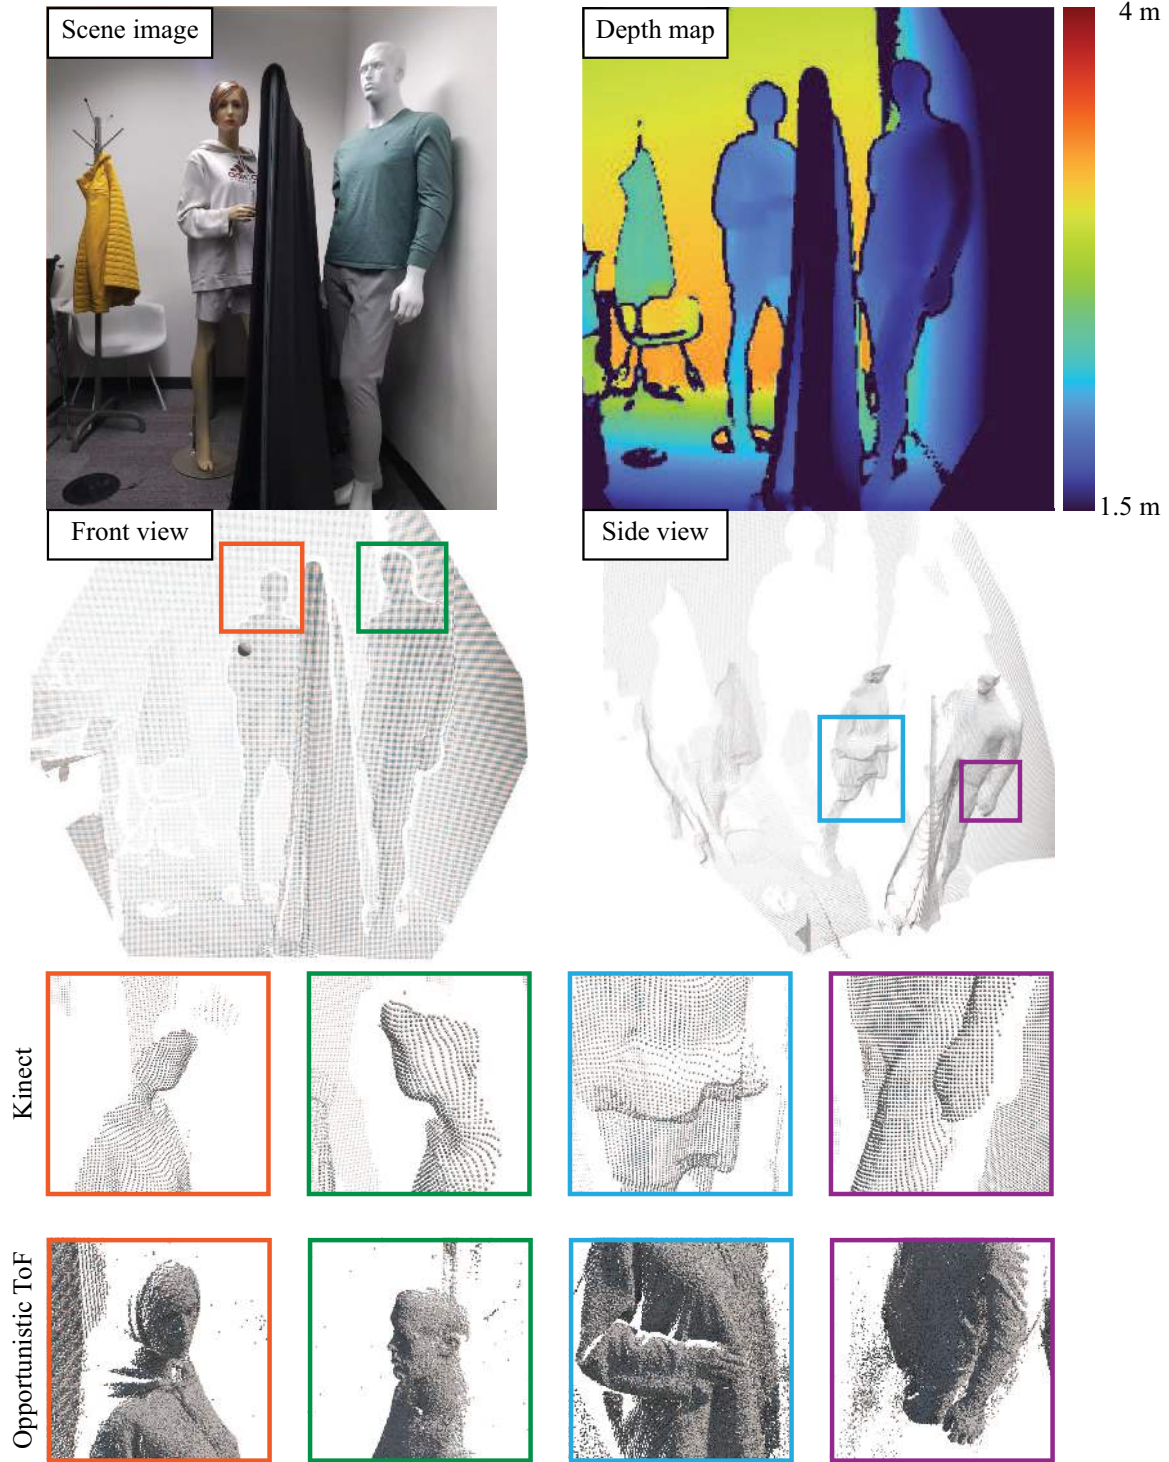 Scene image
Depth map
4 m
1.5 m
Front view
Side view
Kinect
Opportunistic ToF